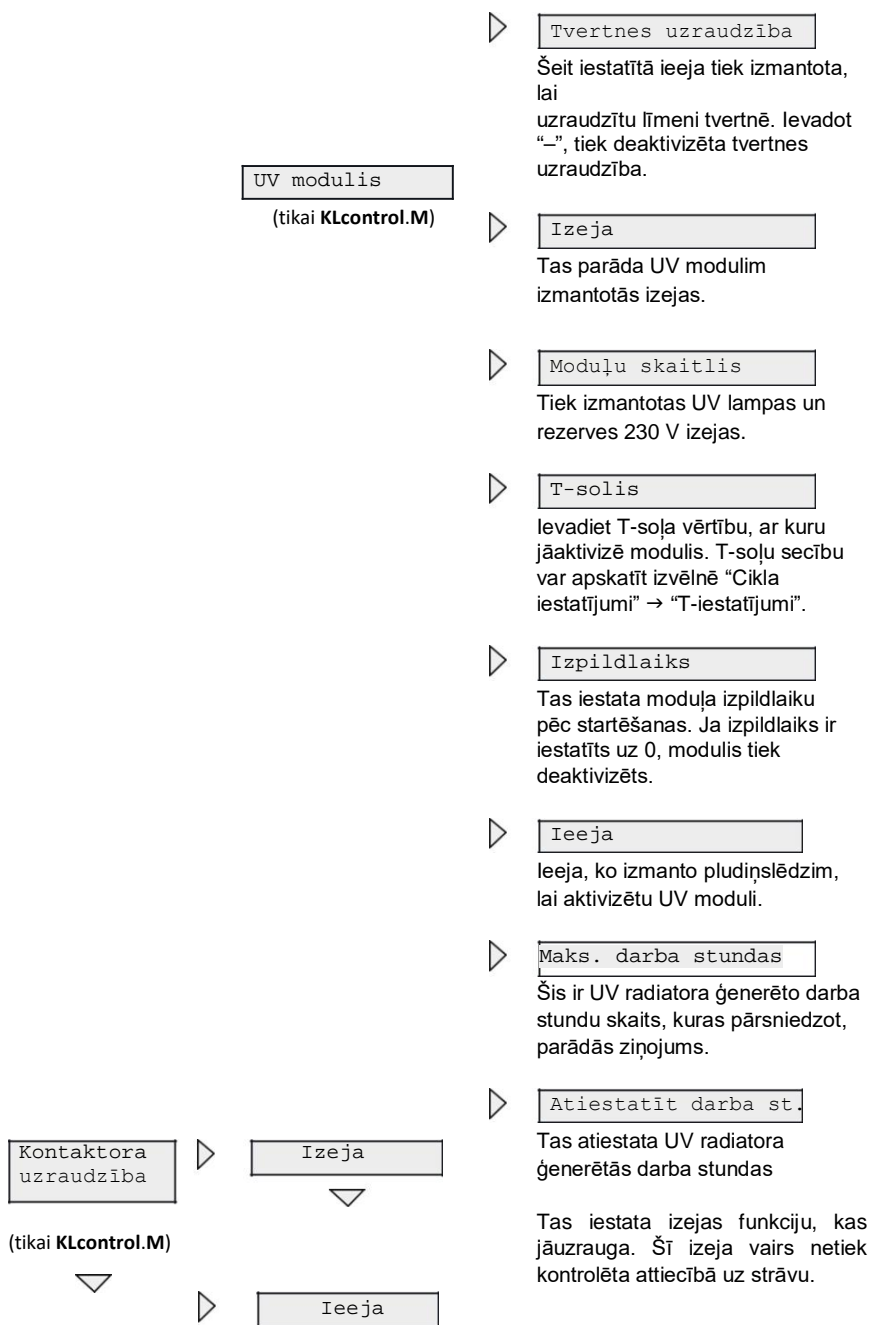 Tvertnes uzraudzība
Šeit iestatītā ieeja tiek izmantota,
lai
uzraudzītu līmeni tvertnē. Ievadot
“–”, tiek deaktivizēta tvertnes
uzraudzība.
UV modulis
(tikai KLcontrol.M)
Izeja
Tas parāda UV modulim
izmantotās izejas.
Moduļu skaitlis
Tiek izmantotas UV lampas un
rezerves 230 V izejas.
T-solis
Ievadiet T-soļa vērtību, ar kuru
jāaktivizē modulis. T-soļu secību
var apskatīt izvēlnē “Cikla
iestatījumi” → “T-iestatījumi”.
Izpildlaiks
Tas iestata moduļa izpildlaiku
pēc startēšanas. Ja izpildlaiks ir
iestatīts uz 0, modulis tiek
deaktivizēts.
Ieeja
Ieeja, ko izmanto pludiņslēdzim,
lai aktivizētu UV moduli.
Maks. darba stundas
Šis ir UV radiatora ģenerēto darba
stundu skaits, kuras pārsniedzot,
parādās ziņojums.
Atiestatīt darba st.
Tas atiestata UV radiatora
ģenerētās darba stundas
Kontaktora
uzraudzība
(tikai KLcontrol.M)
Izeja
Tas iestata izejas funkciju, kas
jāuzrauga. Šī izeja vairs netiek
kontrolēta attiecībā uz strāvu.
Ieeja